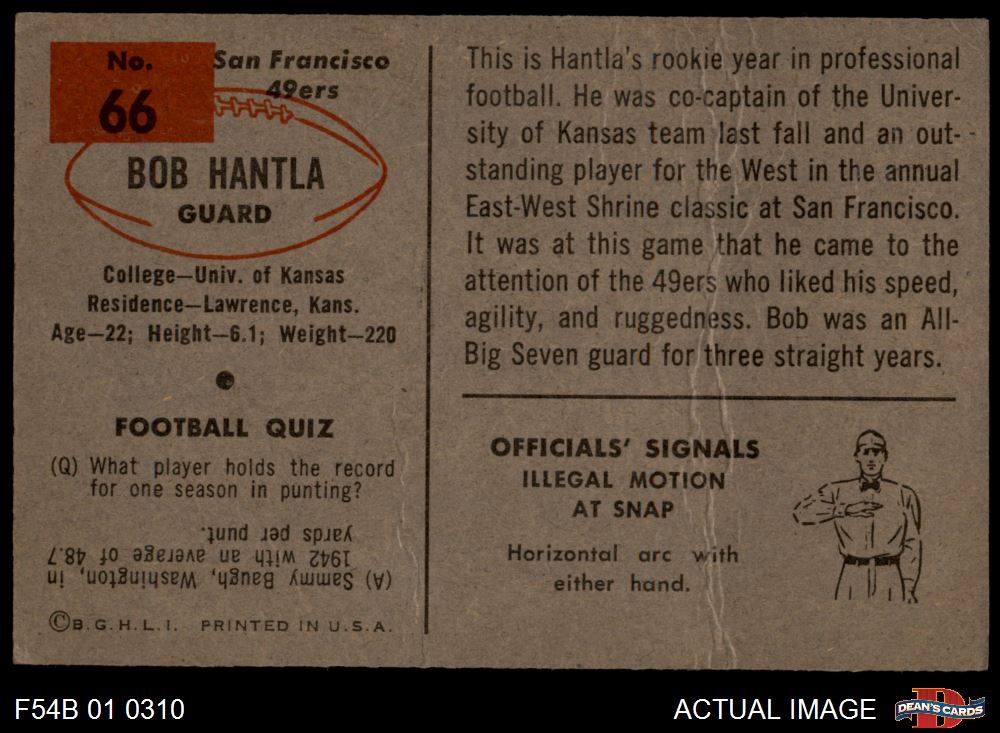 No.
66
San Francisco
49ers
BOB HANTLA
GUARD
College—Univ. of Kansas
Residence—Lawrence, Kans.
Age—22; Height—6.1; Weight—220
FOOTBALL QUIZ
(Q) What player holds the record
for one season in punting?
(A) Sammy Baugh, Washington, in
1942 with an average of 48.7
yards per punt.
©B.G.H.L.I. PRINTED IN U.S.A.
This is Hantla's rookie year in professional
football. He was co-captain of the Univer-
sity of Kansas team last fall and an out-
standing player for the West in the annual
East-West Shrine classic at San Francisco.
It was at this game that he came to the
attention of the 49ers who liked his speed,
agility, and ruggedness. Bob was an All-
Big Seven guard for three straight years.
OFFICIALS' SIGNALS
ILLEGAL MOTION
AT SNAP
Horizontal arc with
either hand.
F54B 01 0310
ACTUAL IMAGE
D
DEAN'S CARDS